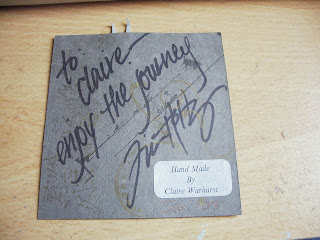 to Claire
enjoy the journey
Hand Made
By
Claire Warhurst